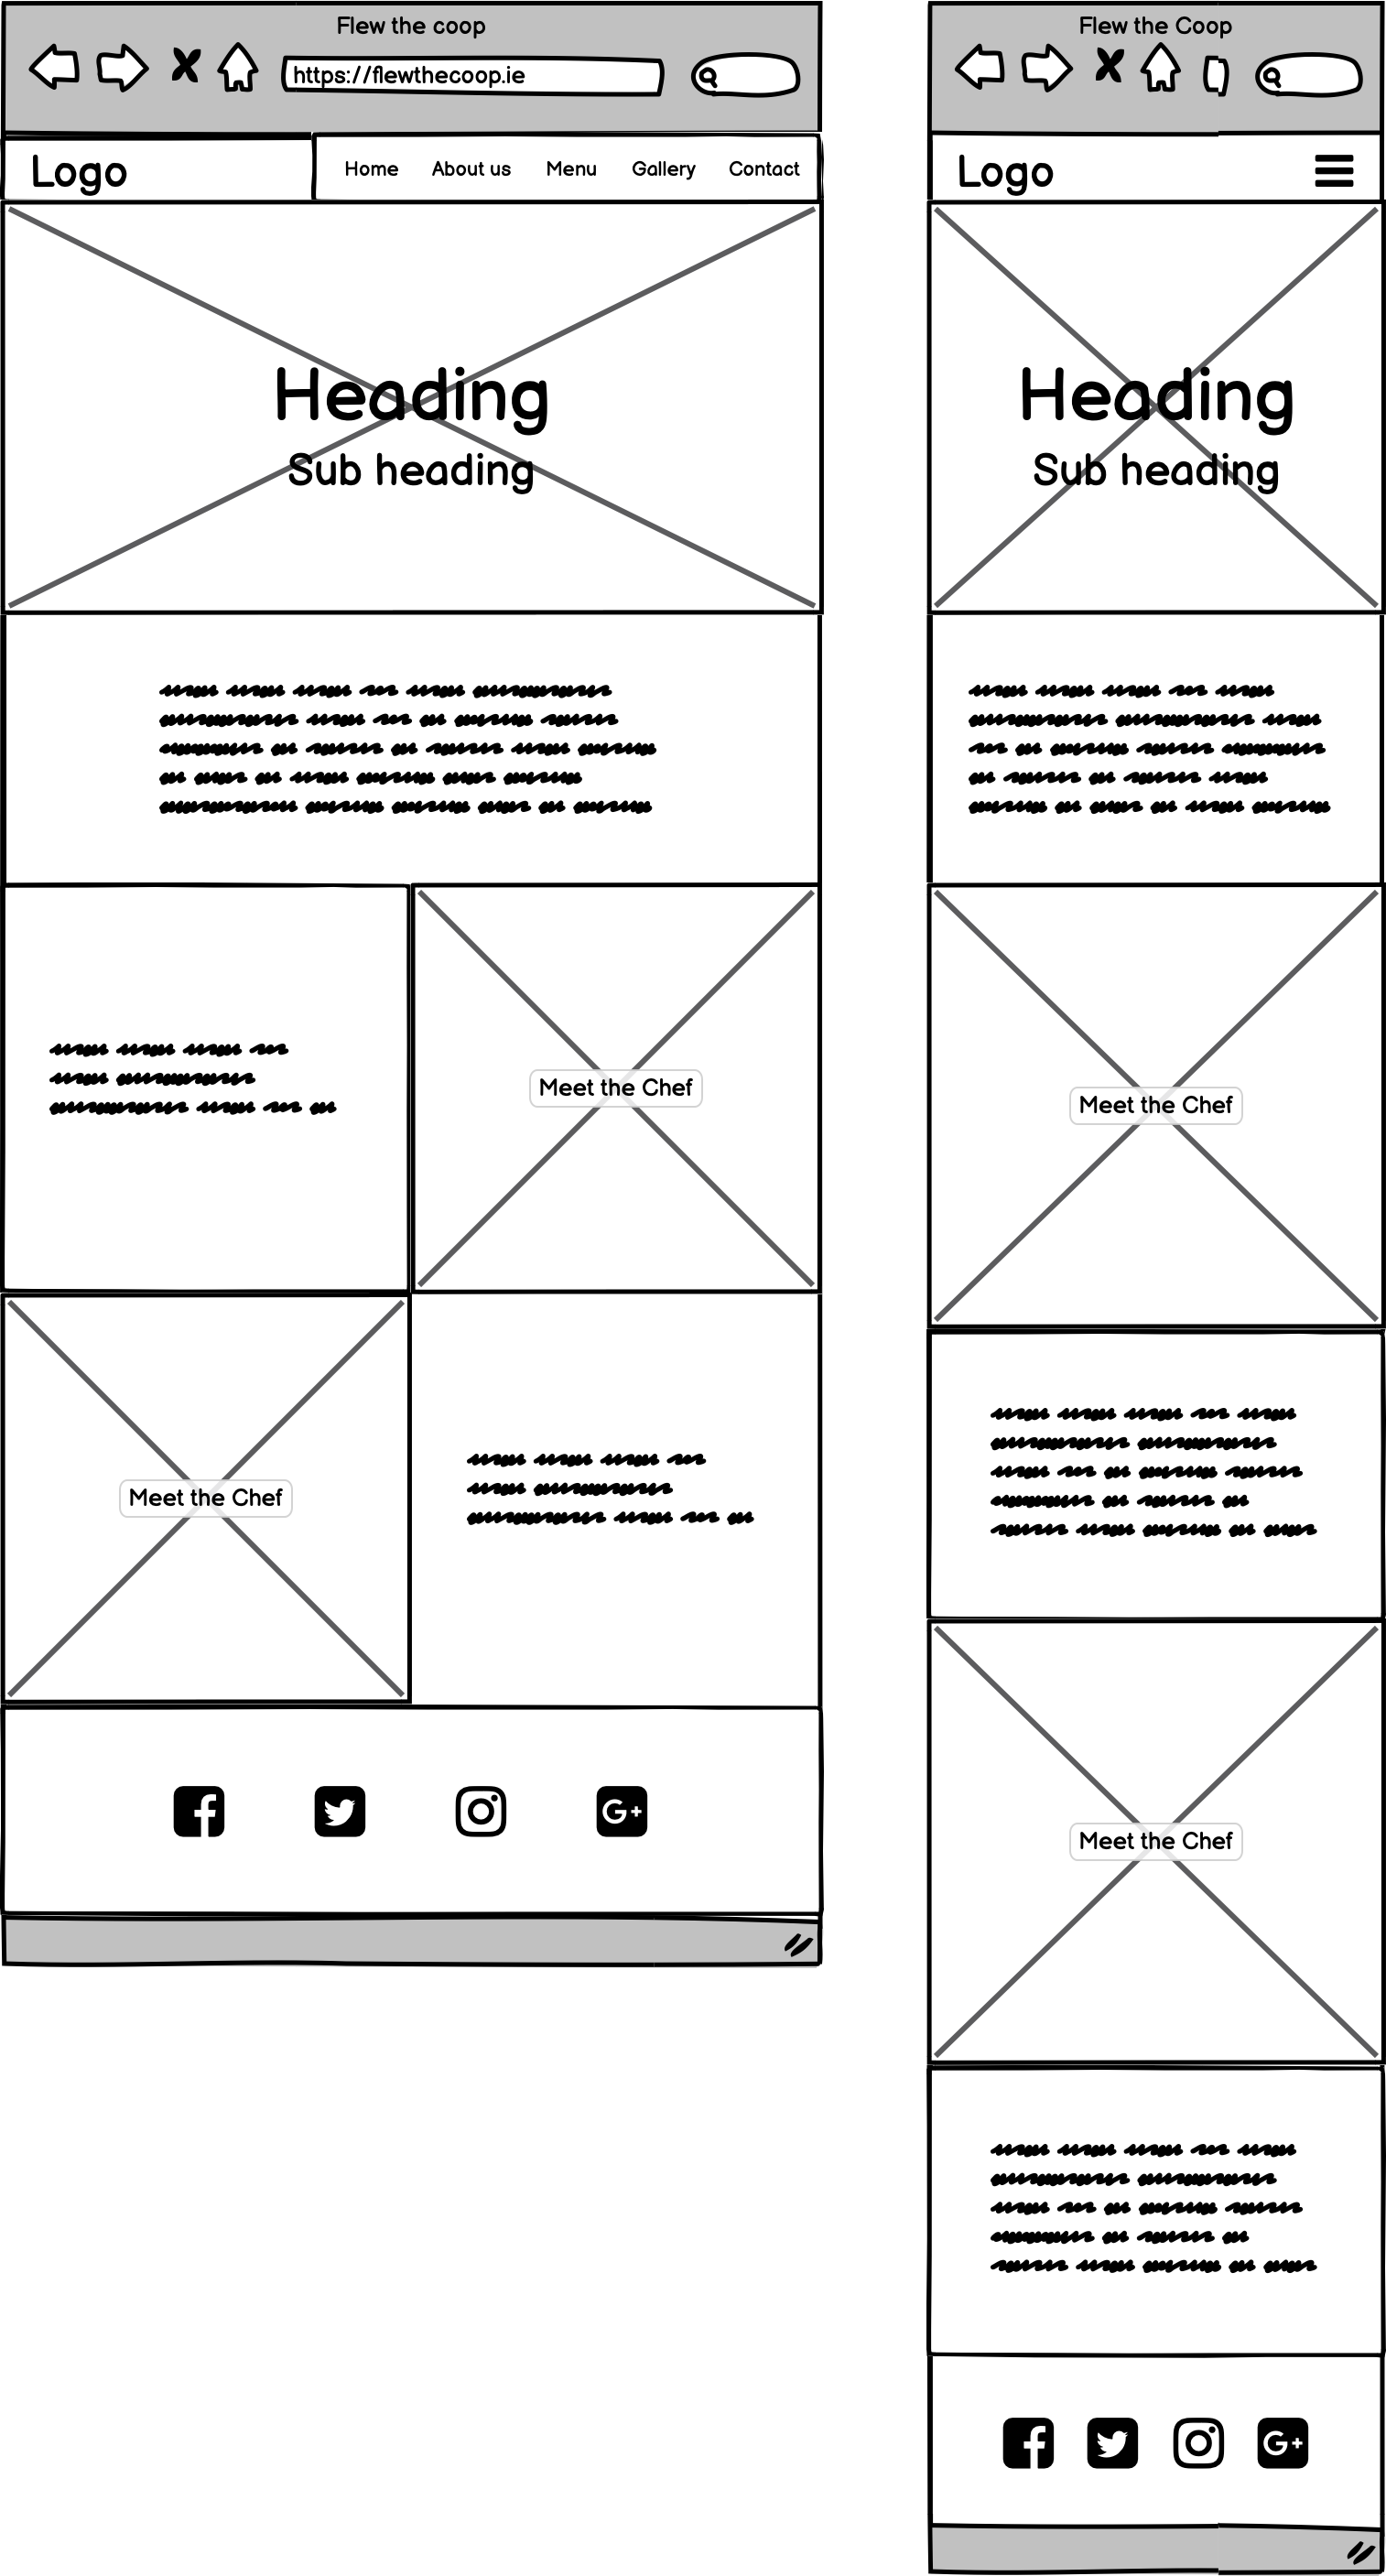 Flew the coop
https://flewthecoop.ie
Logo
Home About us Menu Gallery Contact
Heading
Sub heading
Meet the Chef
Meet the Chef
Flew the Coop
Logo
Heading
Sub heading
Meet the Chef
Meet the Chef